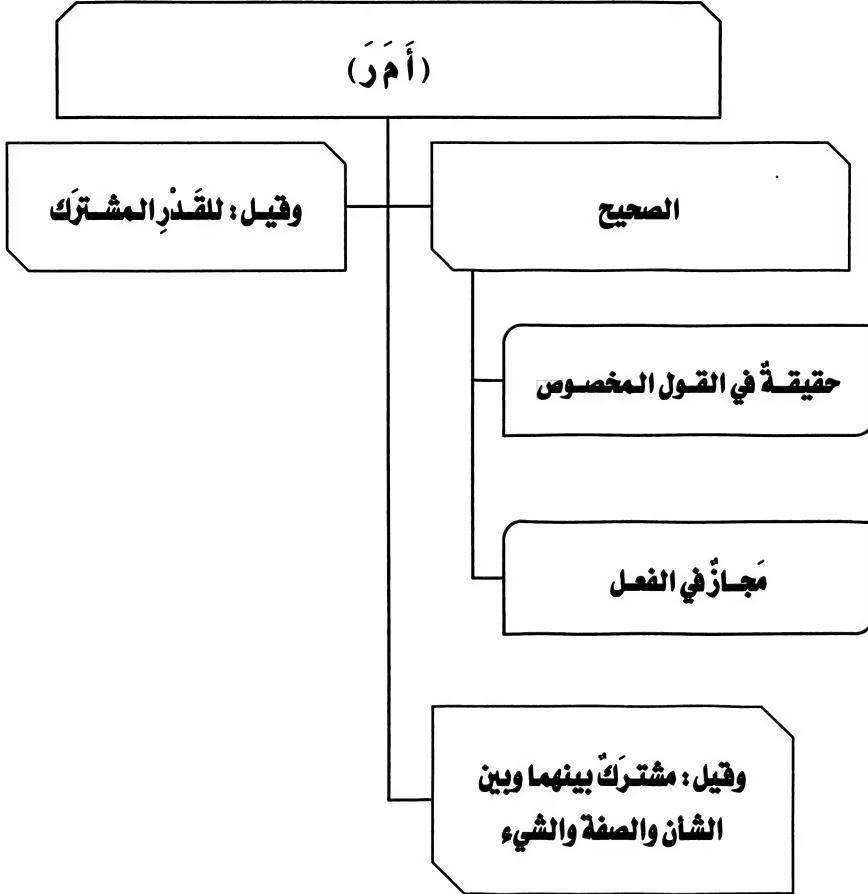 (أَ مَ رَ)
الصحيح
وقيل: للقَدْرِ المشترَك
حقيقةٌ في القول المخصوص
مَجازٌ في الفعل
وقيل: مشترَكٌ بينهما وبين
الشأن والصفة والشيء